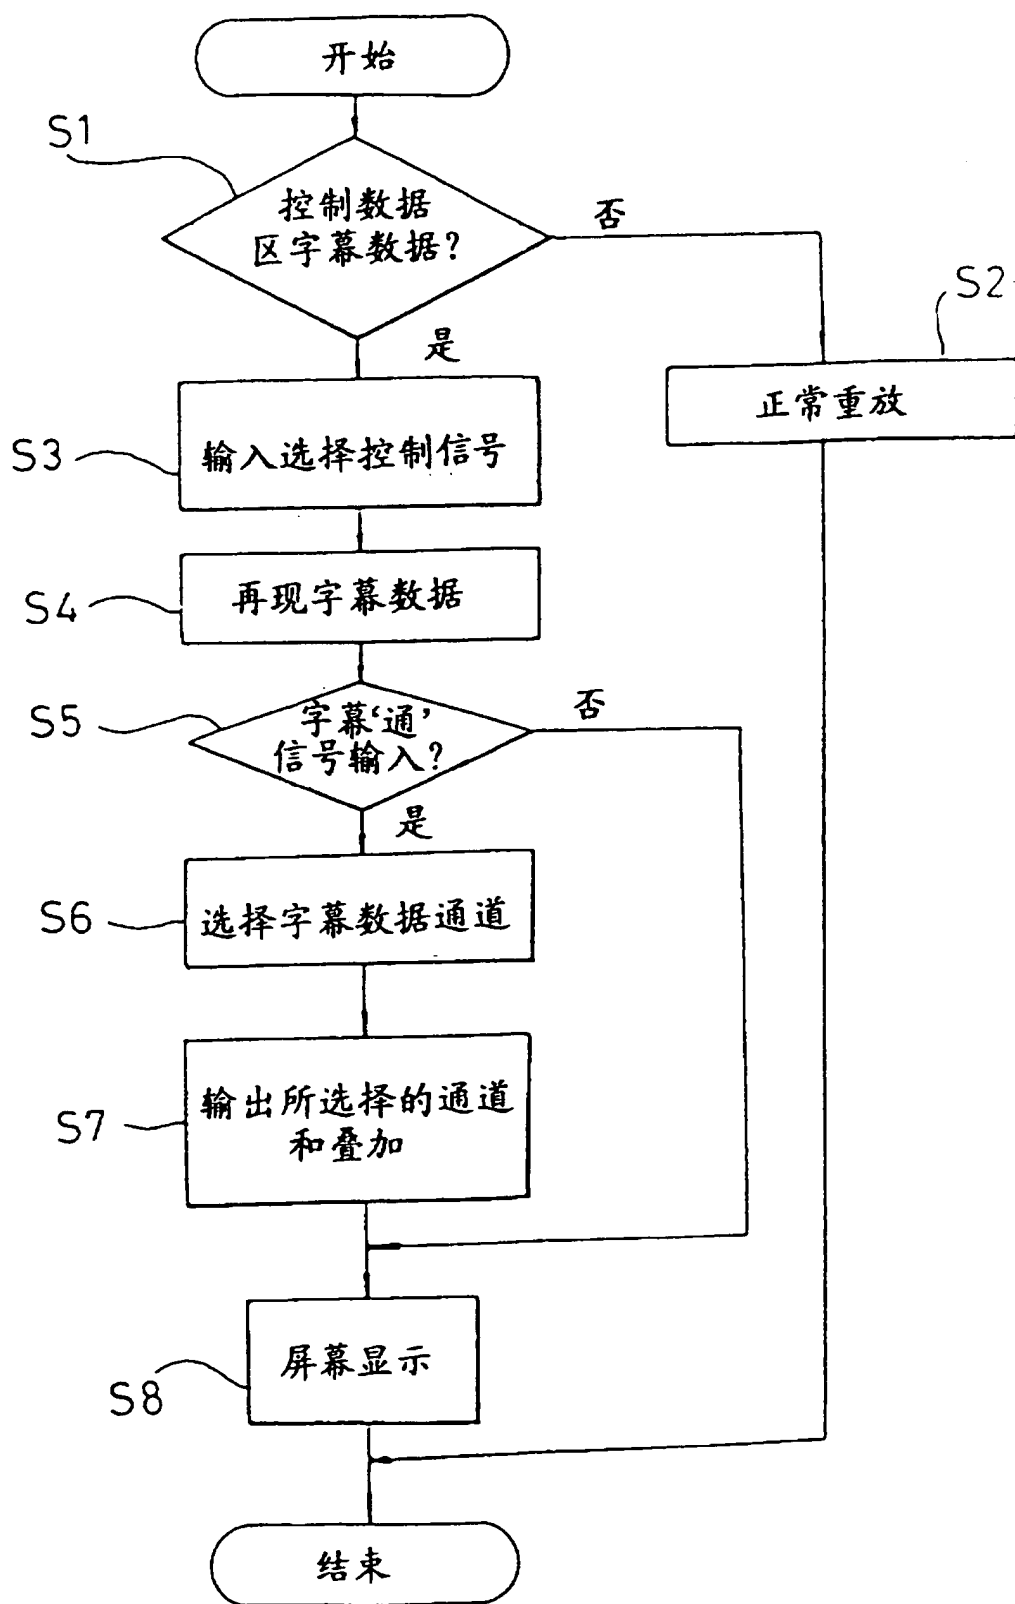 开始
S1
控制数据
区字幕数据?
否
是
S2
正常重放
S3
输入选择控制信号
S4
再现字幕数据
S5
字幕‘通’
信号输入?
否
是
S6
选择字幕数据通道
S7
输出所选择的通道
和叠加
屏幕显示
S8
结束